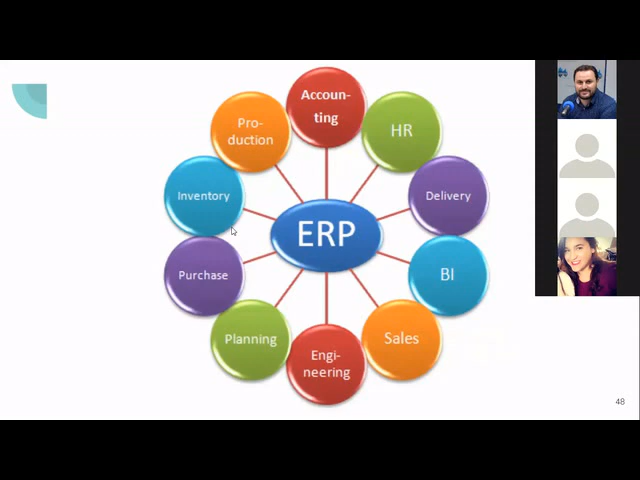 Accoun-
ting
HR
Delivery
BI
Sales
Engi-
neering
Planning
Purchase
Inventory
Pro-
duction
ERP
48